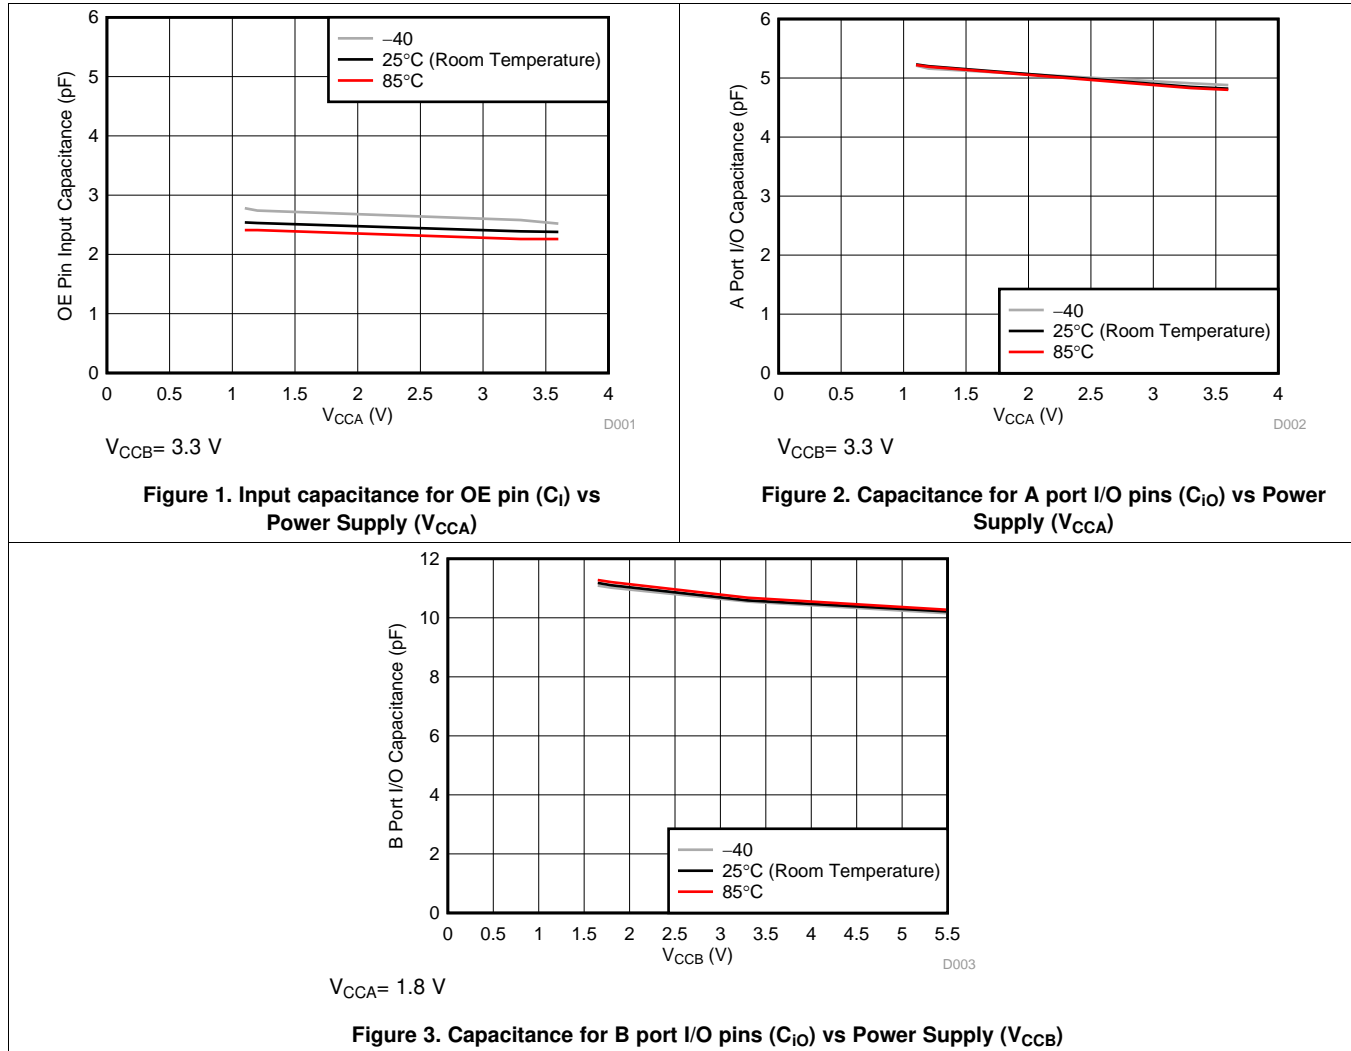 6
5
4
3
2
1
0
OE Pin Input Capacitance (pF)
–40
25°C (Room Temperature)
85°C
0 0.5 1 1.5 2 2.5 3 3.5 4
VCCA (V)
D001
VCCB= 3.3 V
Figure 1. Input capacitance for OE pin (CI) vs
Power Supply (VCCA)
6
5
4
3
2
1
0
A Port I/O Capacitance (pF)
–40
25°C (Room Temperature)
85°C
0 0.5 1 1.5 2 2.5 3 3.5 4
VCCA (V)
D002
VCCB= 3.3 V
Figure 2. Capacitance for A port I/O pins (CiO) vs Power
Supply (VCCA)
12
10
8
6
4
2
0
B Port I/O Capacitance (pF)
–40
25°C (Room Temperature)
85°C
0 0.5 1 1.5 2 2.5 3 3.5 4 4.5 5 5.5
VCCB (V)
D003
VCCA= 1.8 V
Figure 3. Capacitance for B port I/O pins (CiO) vs Power Supply (VCCB)